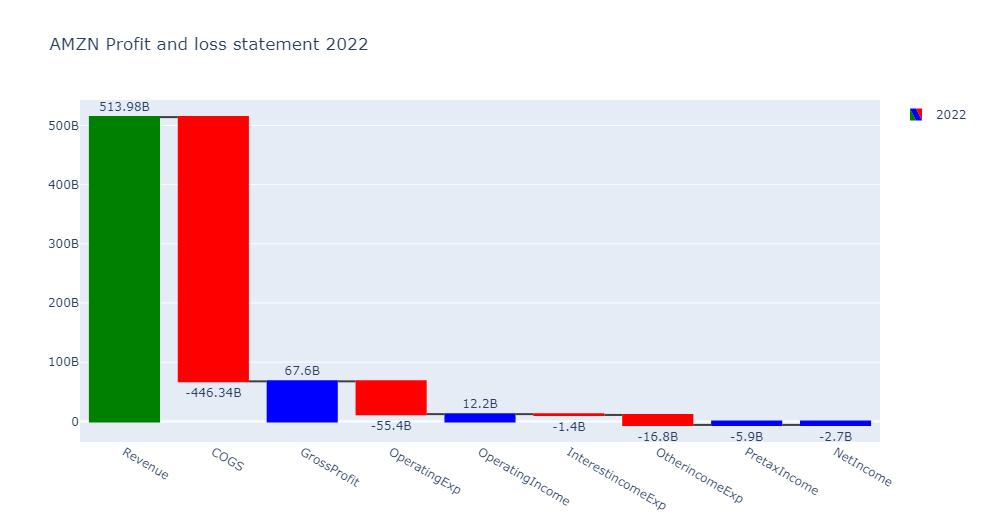 AMZN Profit and loss statement 2022
2022
500B
400B
300B
200B
100B
0
513.98B
-446.34B
67.6B
-55.4B
12.2B
-1.4B
-16.8B
-5.9B
-2.7B
Revenue
COGS
GrossProfit
OperatingExp
OperatingIncome
InterestincomeExp
OtherincomeExp
PretaxIncome
NetIncome